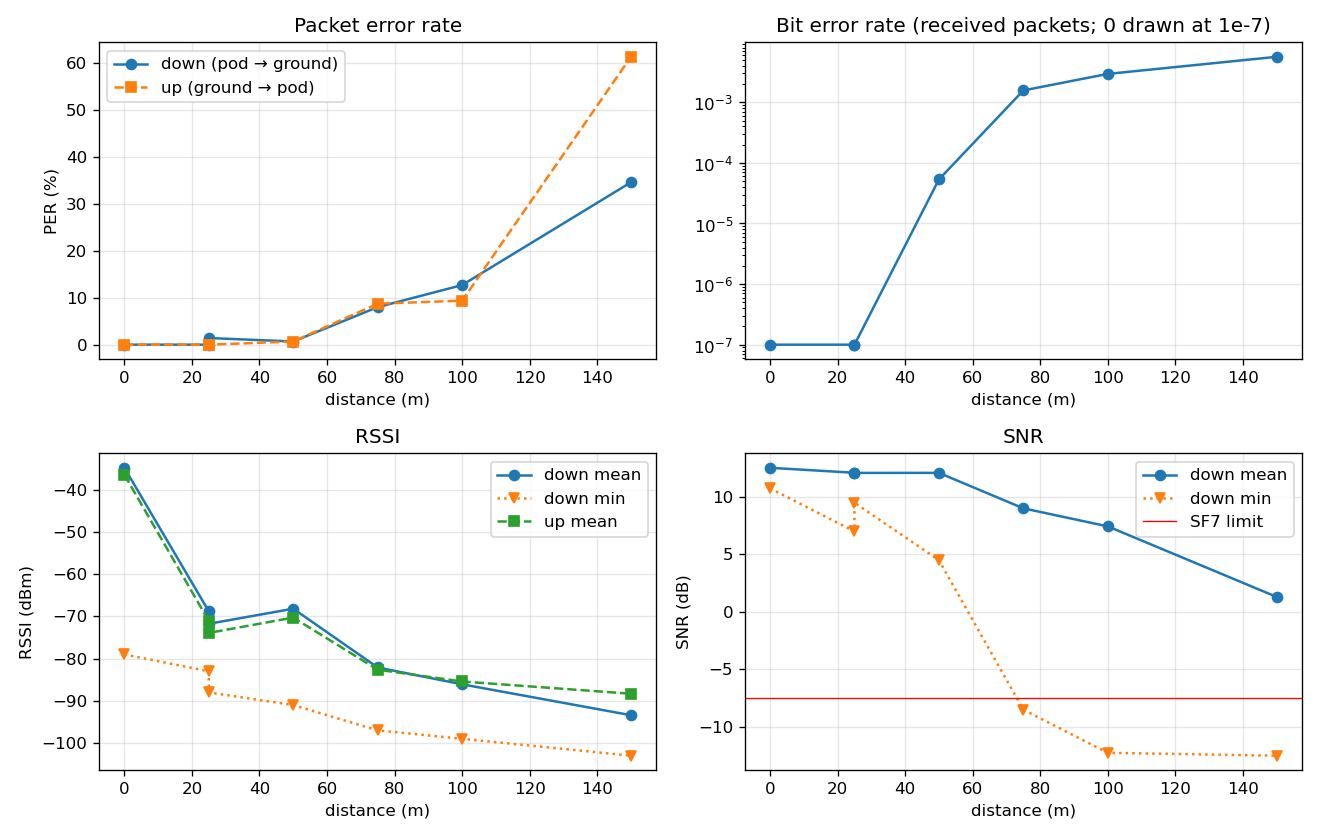 Packet error rate
down (pod → ground)
up (ground → pod)
PER (%)
60
50
40
30
20
10
0
0 20 40 60 80 100 120 140
distance (m)
Bit error rate (received packets; 0 drawn at 1e-7)
10⁻³
10⁻⁴
10⁻⁵
10⁻⁶
10⁻⁷
0 20 40 60 80 100 120 140
distance (m)
RSSI
down mean
down min
up mean
RSSI (dBm)
−40
−50
−60
−70
−80
−90
−100
0 20 40 60 80 100 120 140
distance (m)
SNR
down mean
down min
SF7 limit
SNR (dB)
10
5
0
−5
−10
0 20 40 60 80 100 120 140
distance (m)